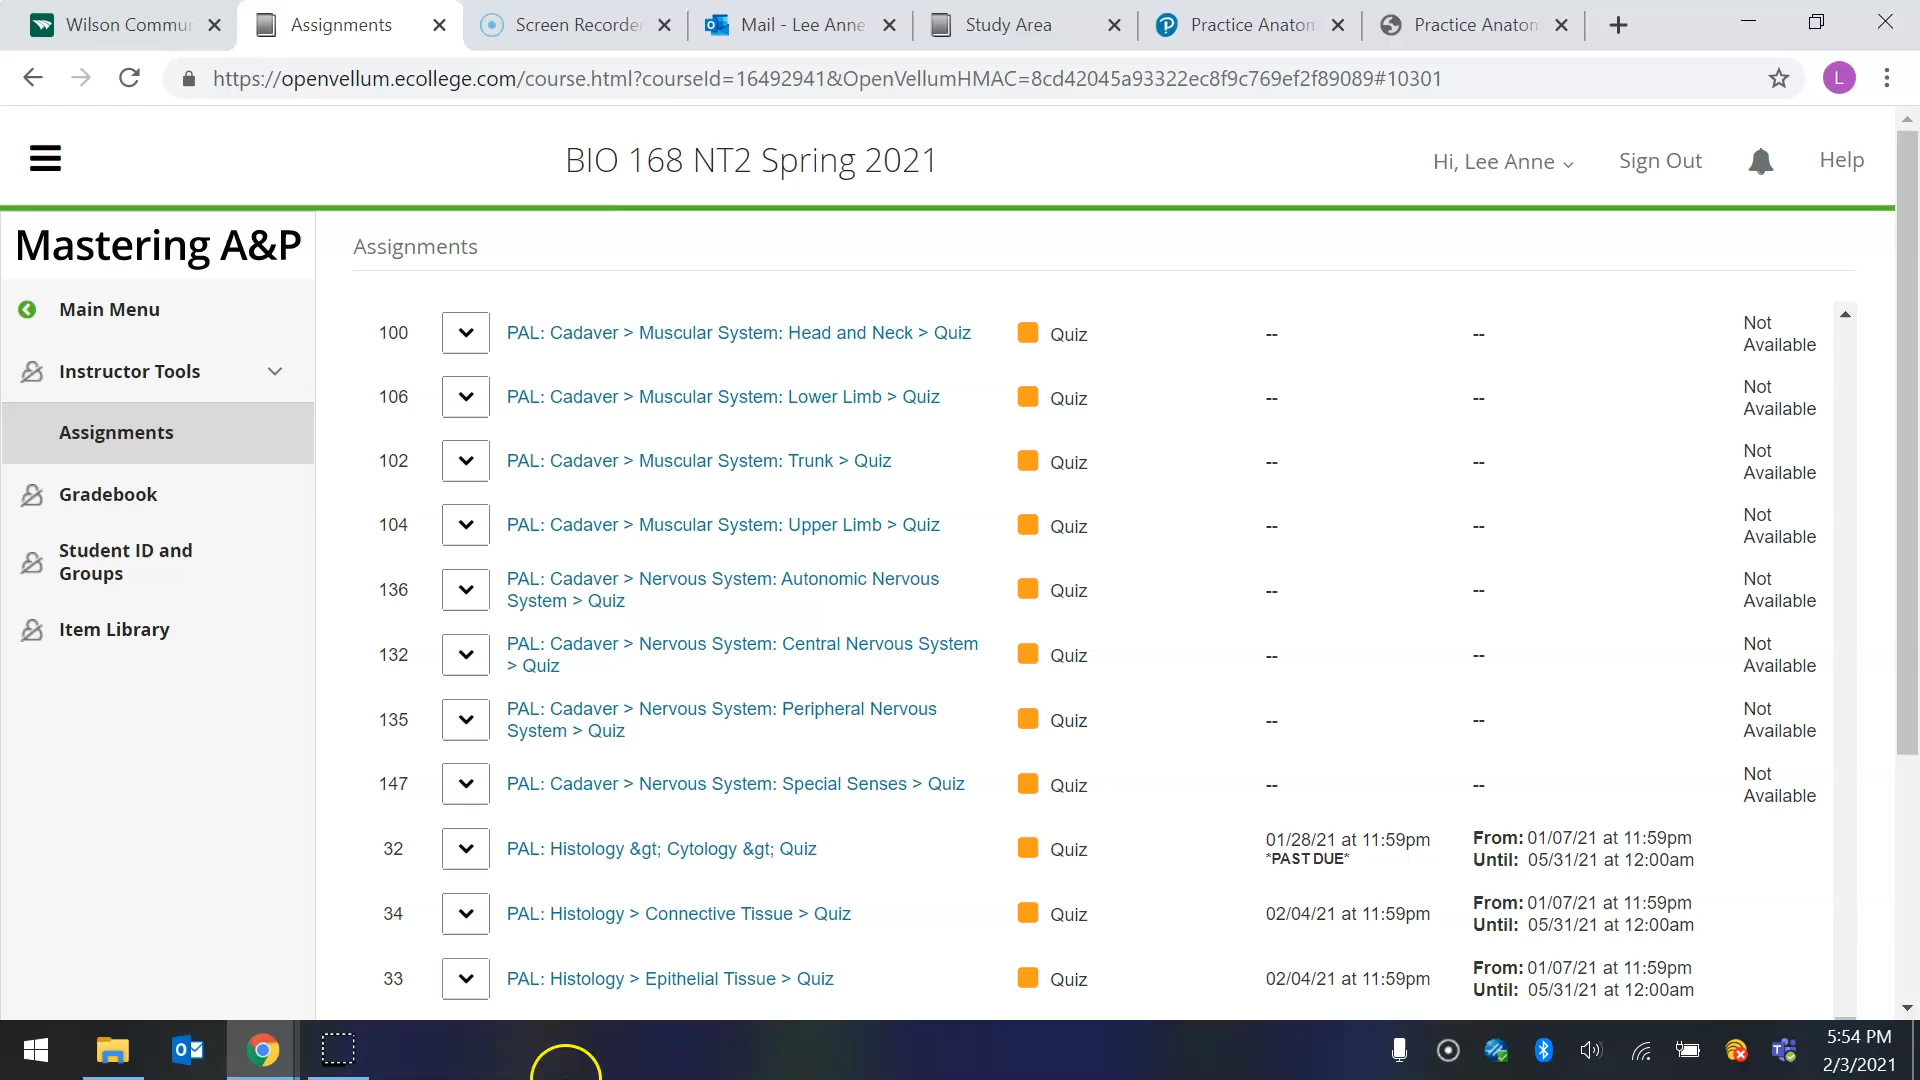 Wilson Commu
Assignments
Screen Recorde
Mail - Lee Anne
Study Area
Practice Anatom
Practice Anatom
https://openvellum.ecollege.com/course.html?courseId=16492941&OpenVellumHMAC=8cd42045a93322ec8f9c769ef2f89089#10301
L
BIO 168 NT2 Spring 2021
Hi, Lee Anne
Sign Out
Help
Mastering A&P
Main Menu
Instructor Tools
Assignments
Gradebook
Student ID and
Groups
Item Library
Assignments
100 PAL: Cadaver > Muscular System: Head and Neck > Quiz Quiz -- -- Not
Available
106 PAL: Cadaver > Muscular System: Lower Limb > Quiz Quiz -- -- Not
Available
102 PAL: Cadaver > Muscular System: Trunk > Quiz Quiz -- -- Not
Available
104 PAL: Cadaver > Muscular System: Upper Limb > Quiz Quiz -- -- Not
Available
136 PAL: Cadaver > Nervous System: Autonomic Nervous
System > Quiz Quiz -- -- Not
Available
132 PAL: Cadaver > Nervous System: Central Nervous System
> Quiz Quiz -- -- Not
Available
135 PAL: Cadaver > Nervous System: Peripheral Nervous
System > Quiz Quiz -- -- Not
Available
147 PAL: Cadaver > Nervous System: Special Senses > Quiz Quiz -- -- Not
Available
32 PAL: Histology &gt; Cytology &gt; Quiz Quiz 01/28/21 at 11:59pm From: 01/07/21 at 11:59pm
*PAST DUE* Until: 05/31/21 at 12:00am
34 PAL: Histology > Connective Tissue > Quiz Quiz 02/04/21 at 11:59pm From: 01/07/21 at 11:59pm
Until: 05/31/21 at 12:00am
33 PAL: Histology > Epithelial Tissue > Quiz Quiz 02/04/21 at 11:59pm From: 01/07/21 at 11:59pm
Until: 05/31/21 at 12:00am
5:54 PM
2/3/2021